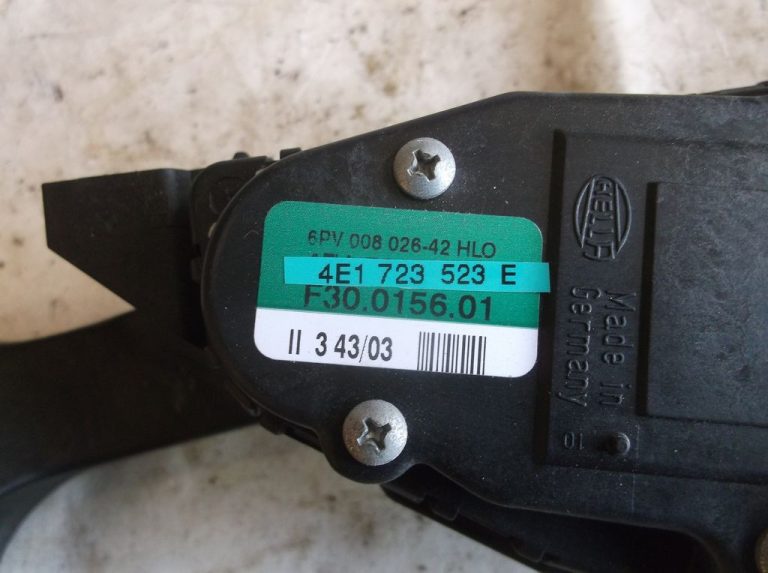 6PV 008 026-42 HLO
4E1 723 523 E
F30.0156.01
II 3 43/03
HELLA
Made in
Germany
10